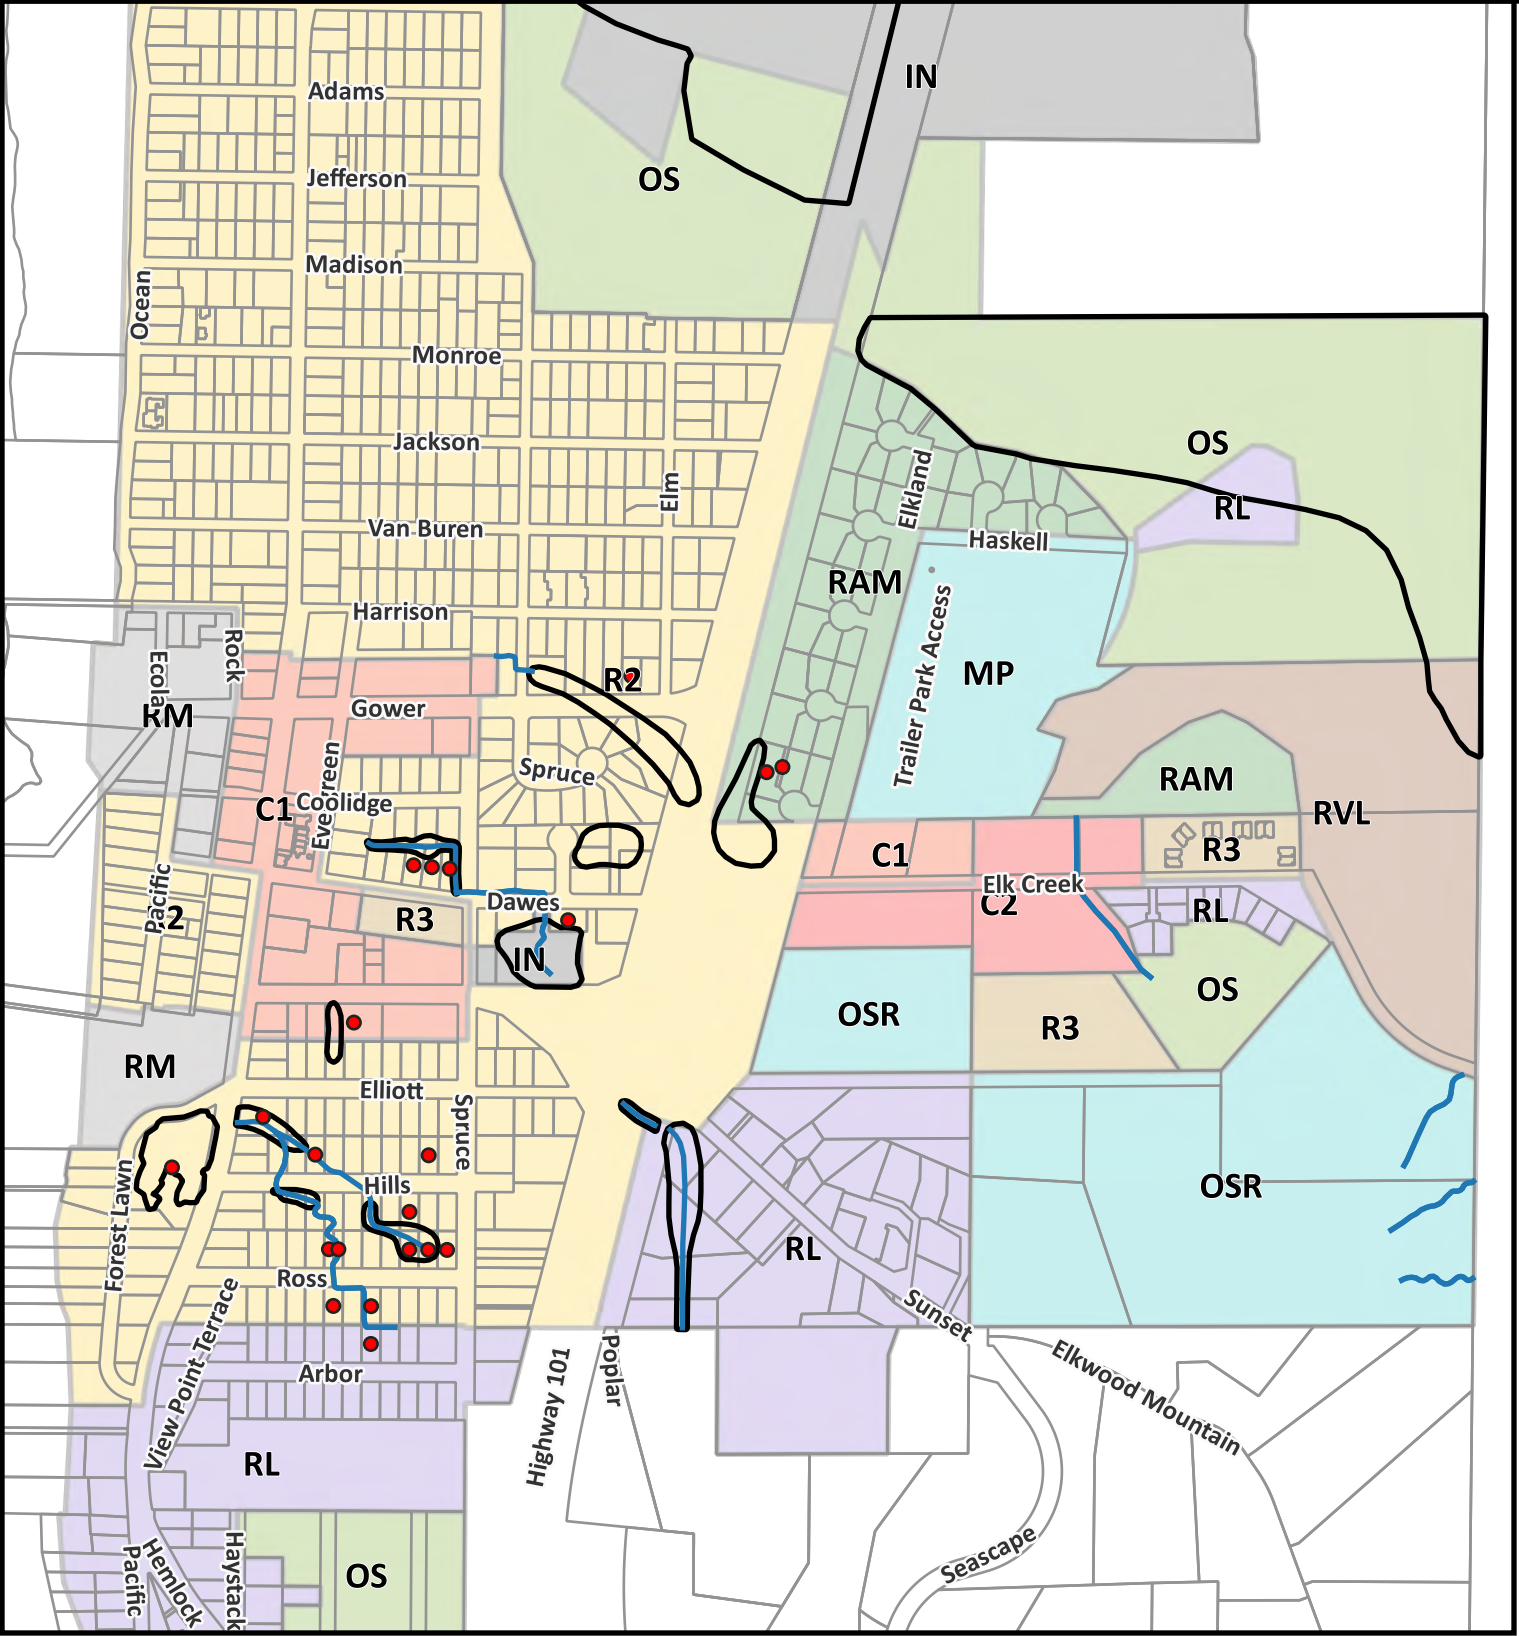 IN
Adams
Jefferson
OS
Madison
Ocean
Monroe
Jackson
OS
Elkland
Elm
RL
Van Buren
Haskell
RAM
Harrison
Rock
Ecola
R2
Trailer Park Access
MP
RM
Gower
Spruce
RAM
Evergreen
C1
Coolidge
RVL
C1
R3
Elk Creek
Pacific
2
R3
Dawes
C2
RL
IN
OS
OSR
R3
RM
Elliott
Spruce
Hills
OSR
Forest Lawn
RL
Ross
View Point Terrace
Sunset
Arbor
Highway 101
Poplar
Elkwood Mountain
RL
Seascape
OS
Pacific
Hemlock
Haystack